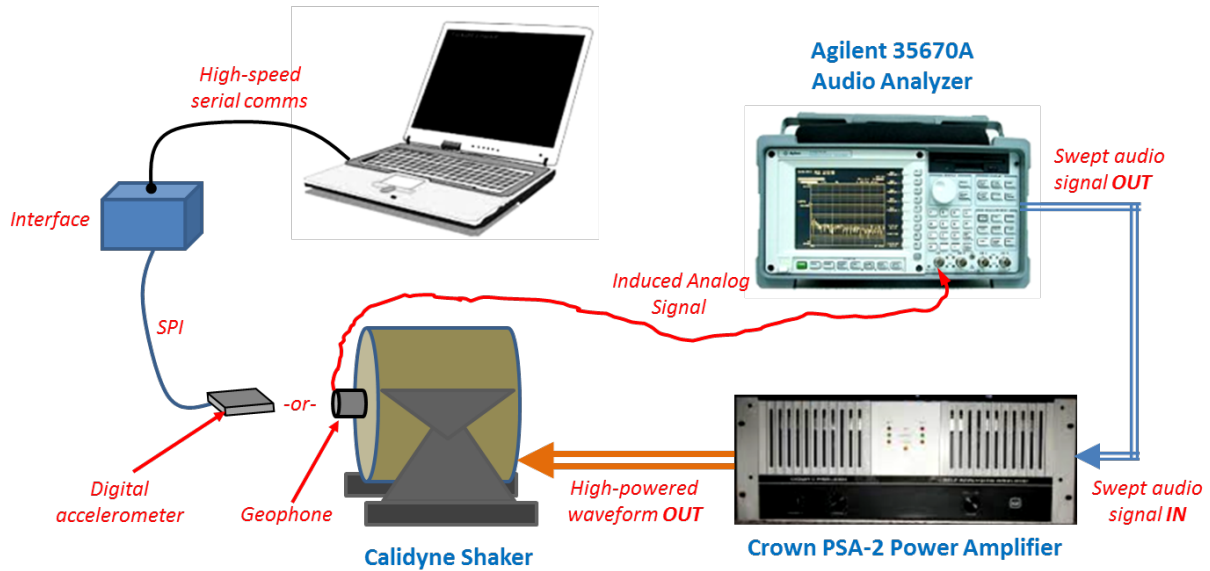 High-speed
serial comms
Agilent 35670A
Audio Analyzer
Swept audio
signal OUT
Interface
Induced Analog
Signal
SPI
-or-
Digital
accelerometer
Geophone
High-powered
waveform OUT
Swept audio
signal IN
Calidyne Shaker
Crown PSA-2 Power Amplifier